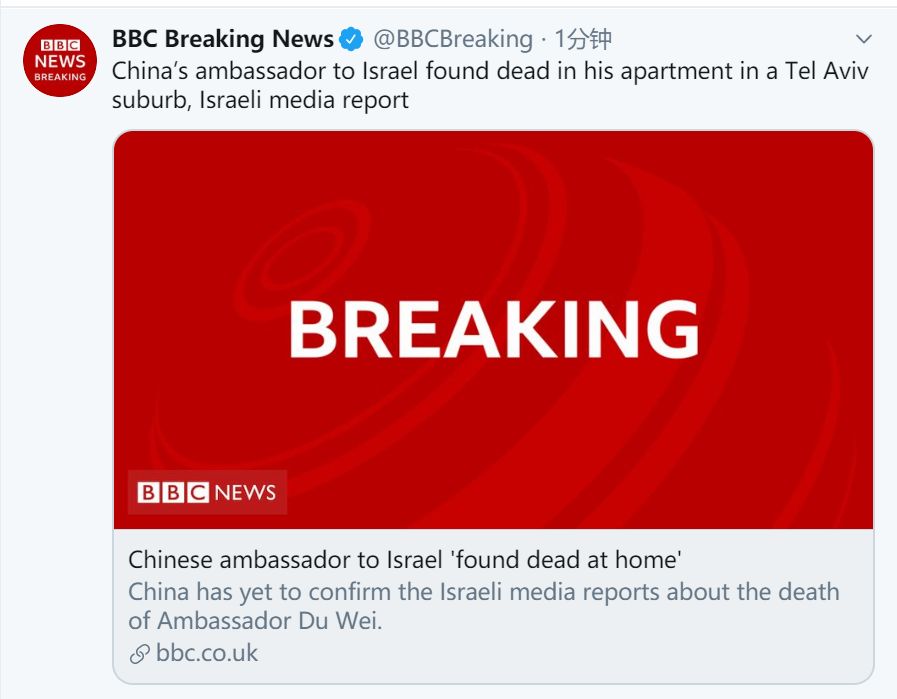 BBC
NEWS
BREAKING
BBC Breaking News @BBCBreaking · 1分钟
China’s ambassador to Israel found dead in his apartment in a Tel Aviv
suburb, Israeli media report
BREAKING
BBC NEWS
Chinese ambassador to Israel 'found dead at home'
China has yet to confirm the Israeli media reports about the death
of Ambassador Du Wei.
bbc.co.uk